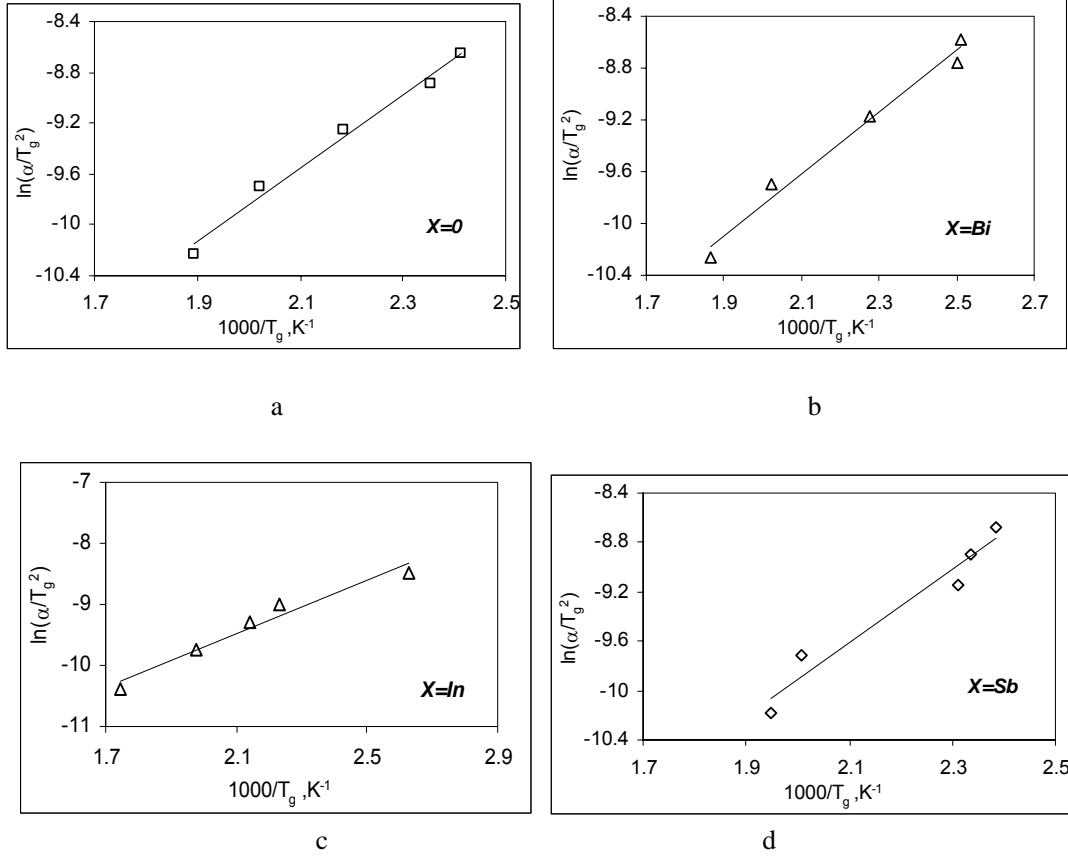 -8.4
-8.8
-9.2
-9.6
-10
-10.4
ln(α/Tg²)
X=0
1.7 1.9 2.1 2.3 2.5
1000/Tg ,K⁻¹
a
-8.4
-8.8
-9.2
-9.6
-10
-10.4
ln(α/Tg²)
X=Bi
1.7 1.9 2.1 2.3 2.5 2.7
1000/Tg ,K⁻¹
b
-7
-8
-9
-10
-11
ln(α/Tg²)
X=In
1.7 2.1 2.5 2.9
1000/Tg ,K⁻¹
c
-8.4
-8.8
-9.2
-9.6
-10
-10.4
ln(α/Tg²)
X=Sb
1.7 1.9 2.1 2.3 2.5
1000/Tg ,K⁻¹
d